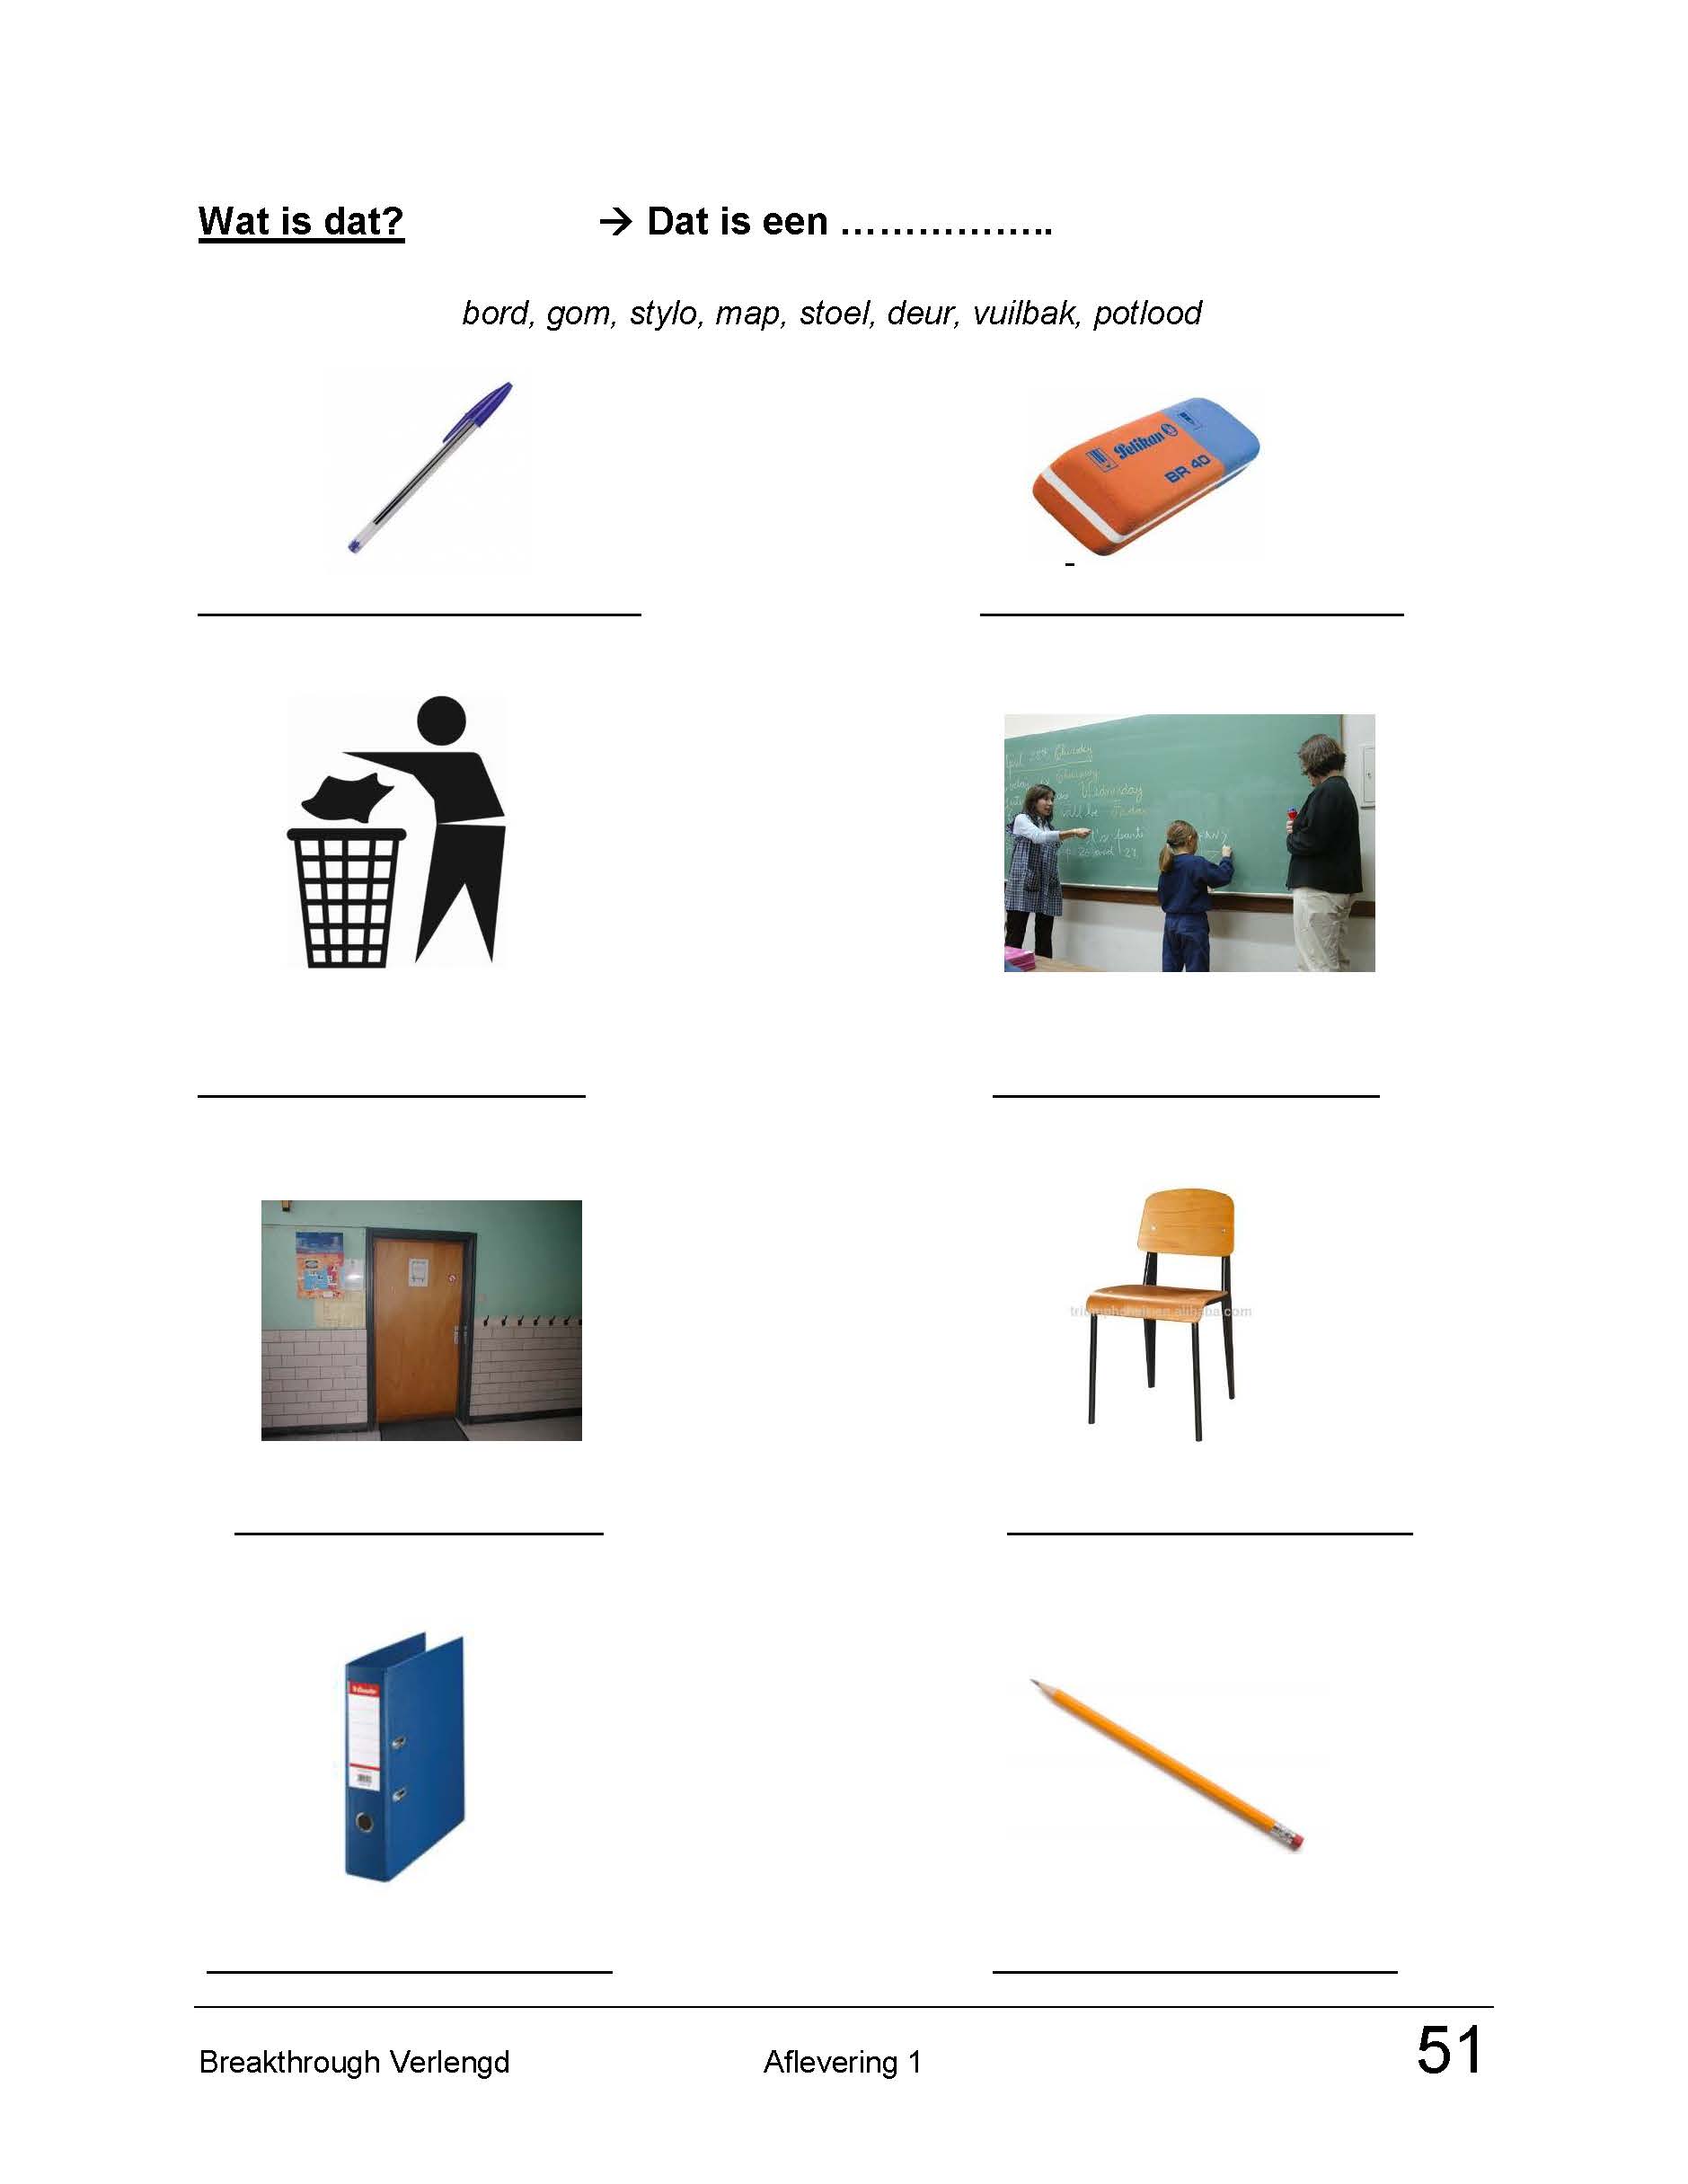 Wat is dat? → Dat is een ……………..
bord, gom, stylo, map, stoel, deur, vuilbak, potlood
Pelikan
BR 40
Breakthrough Verlengd Aflevering 1 51